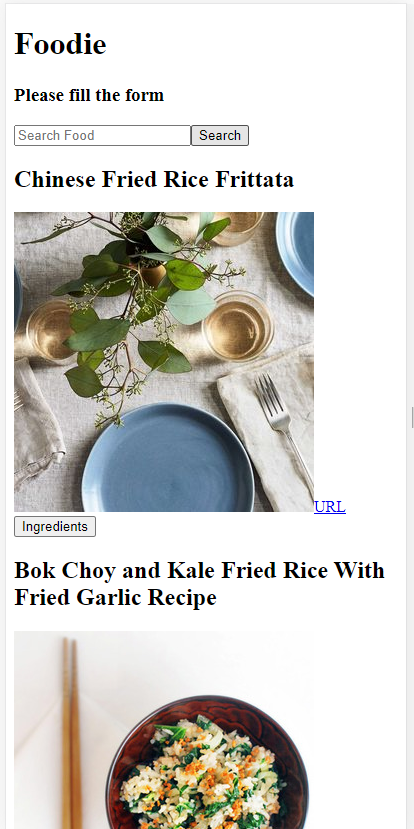 Foodie
Please fill the form
Search Food Search
Chinese Fried Rice Frittata
URL
Ingredients
Bok Choy and Kale Fried Rice With
Fried Garlic Recipe